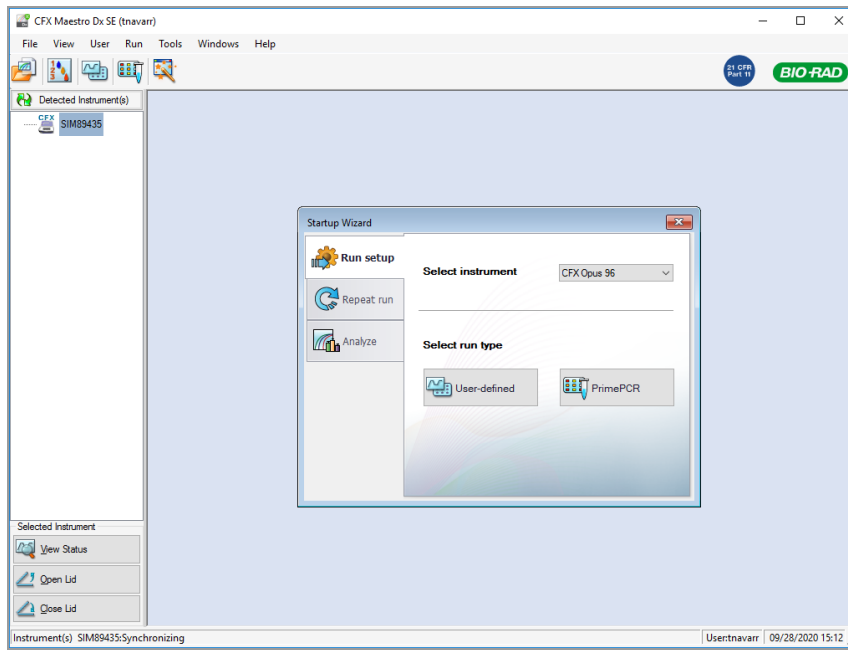 CFX Maestro Dx SE (tnavarr)
File View User Run Tools Windows Help
21 CFR
Part 11
BIO-RAD
Detected Instrument(s)
CFX
SIM89435
Startup Wizard
Run setup
Repeat run
Analyze
Select instrument
CFX Opus 96
Select run type
User-defined
PrimePCR
Selected Instrument
View Status
Open Lid
Close Lid
Instrument(s) SIM89435:Synchronizing
User:tnavarr
09/28/2020 15:12